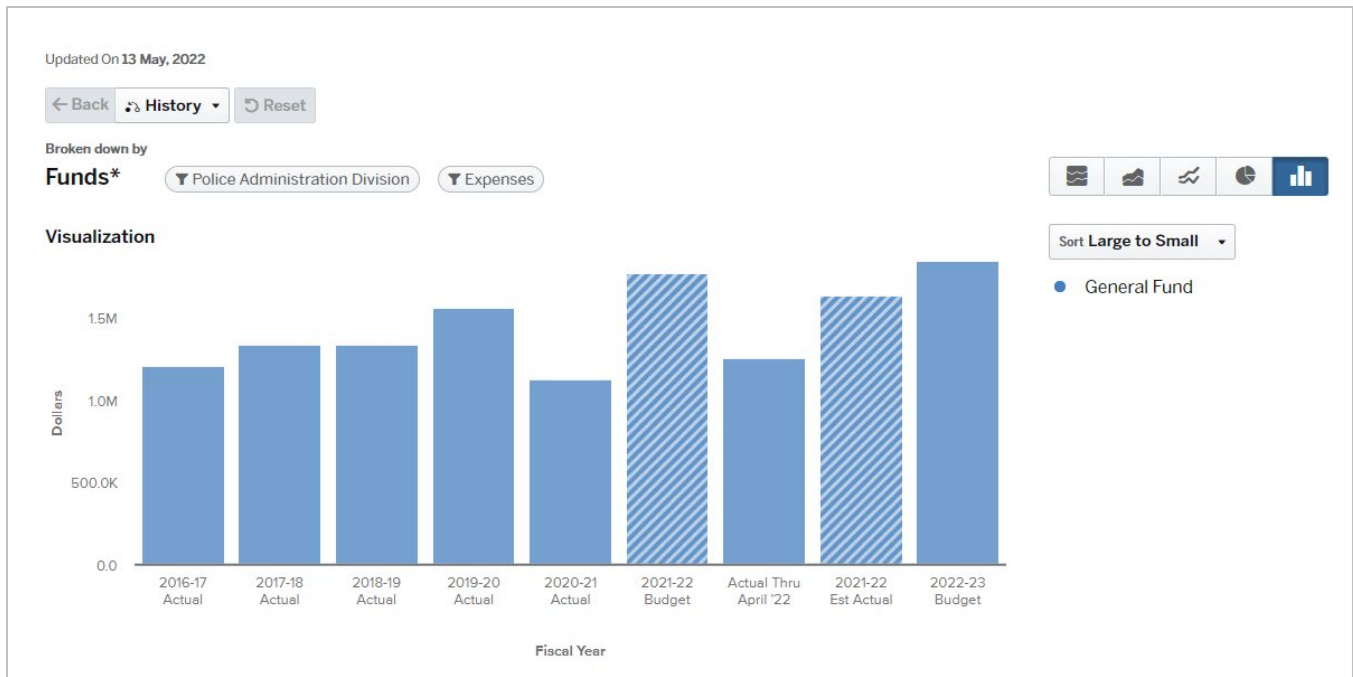 Updated On 13 May, 2022
← Back History ▾ Reset
Broken down by
Funds* Police Administration Division Expenses
Visualization
Sort Large to Small ▾
General Fund
1.5M
1.0M
500.0K
0.0
Dollars
2016-17 2017-18 2018-19 2019-20 2020-21 2021-22 Actual Thru 2021-22 2022-23
Actual Actual Actual Actual Actual Budget April '22 Est Actual Budget
Fiscal Year